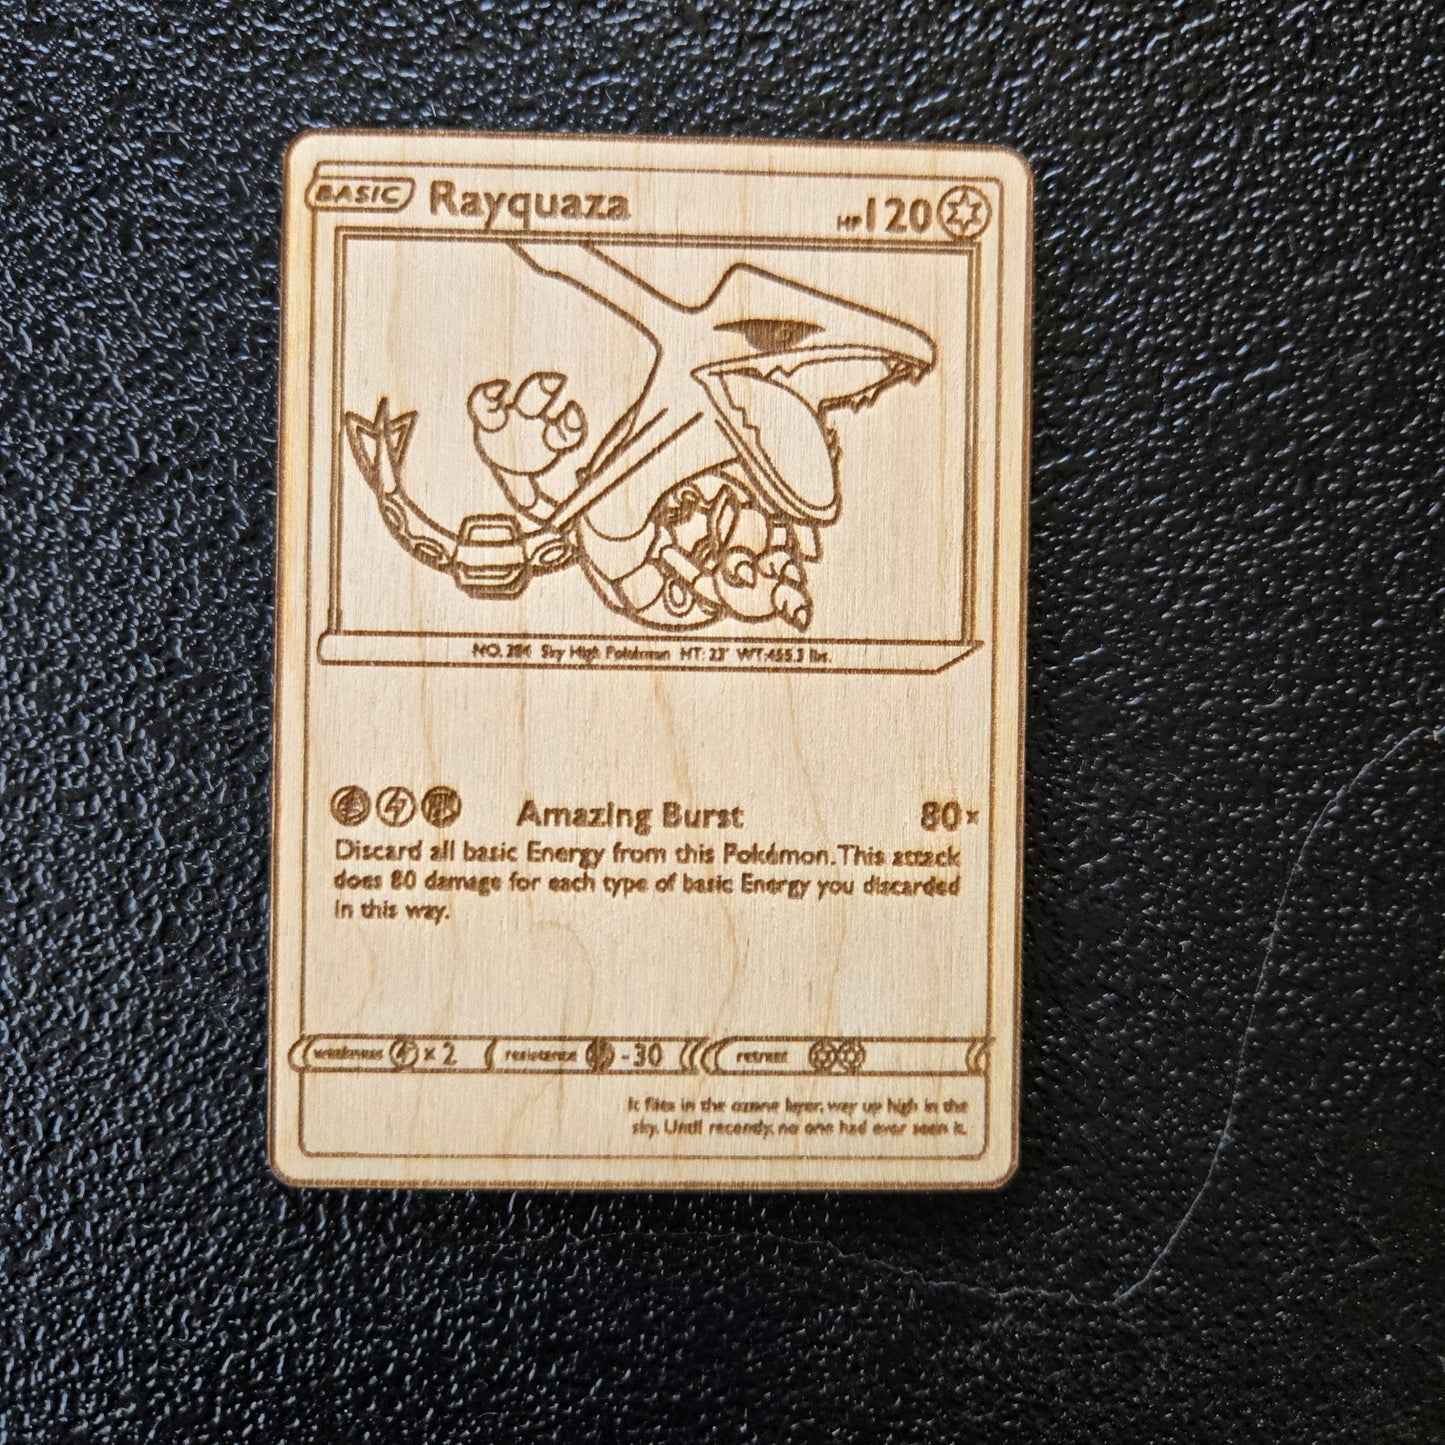 BASIC Rayquaza HP120
NO. 384 Sky High Pokémon HT: 23' WT:455.2 lbs.
Amazing Burst 80×
Discard all basic Energy from this Pokémon. This attack
does 80 damage for each type of basic Energy you discarded
in this way.
weakness × 2 resistance -30 retreat
It flies in the ozone layer, way up high in the
sky. Until recently, no one had ever seen it.